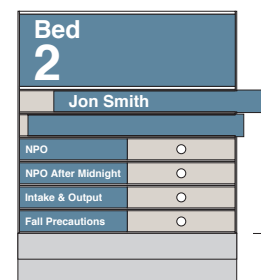 Bed
2
Jon Smith
NPO
NPO After Midnight
Intake & Output
Fall Precautions